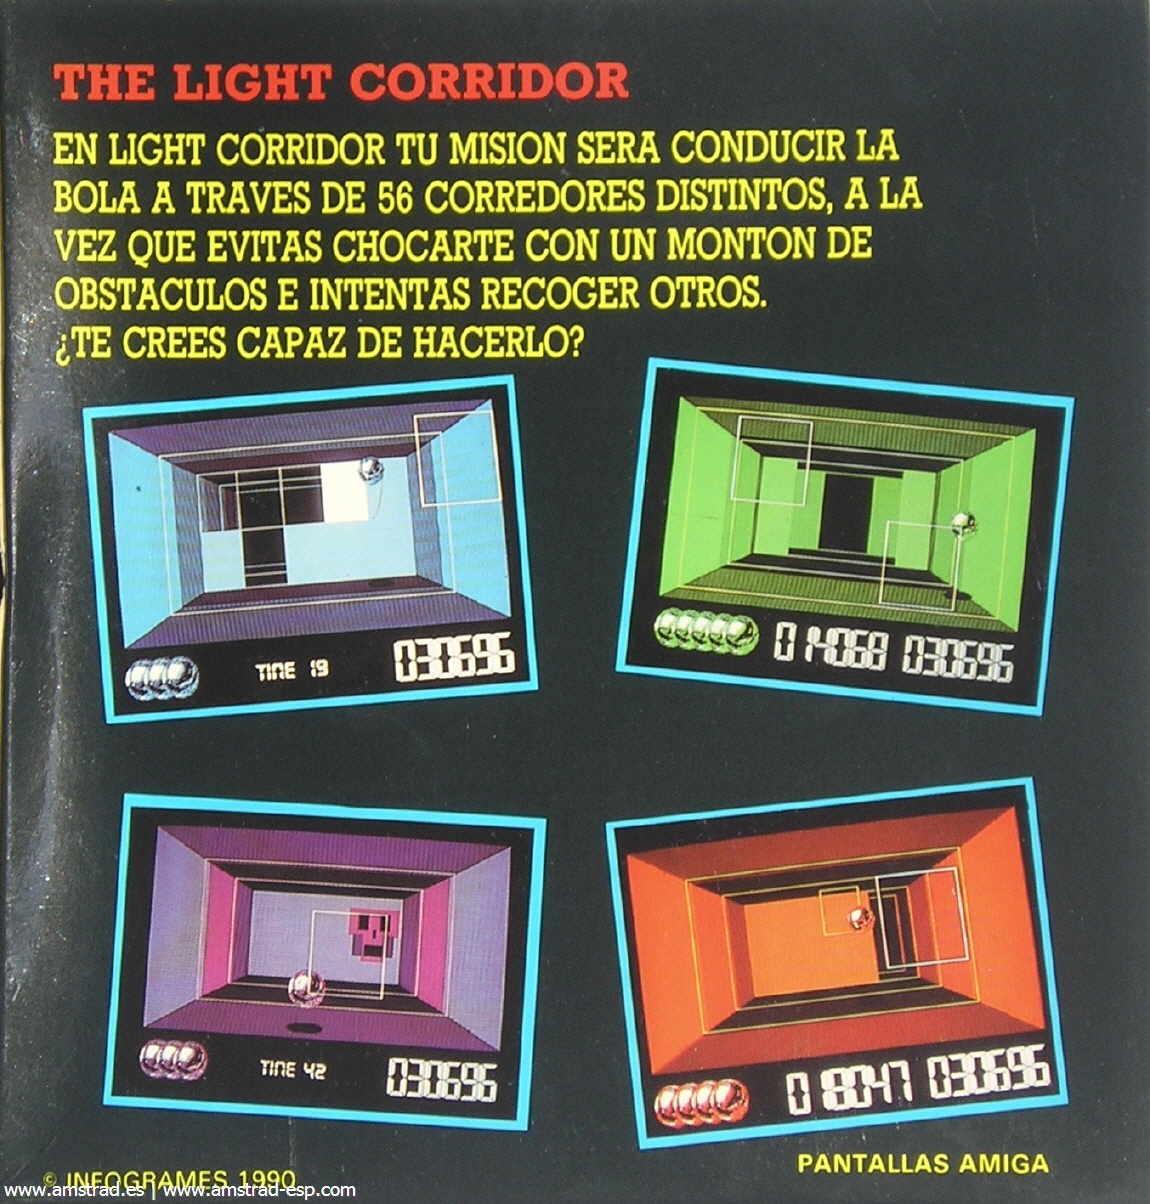 THE LIGHT CORRIDOR
EN LIGHT CORRIDOR TU MISION SERA CONDUCIR LA
BOLA A TRAVES DE 56 CORREDORES DISTINTOS, A LA
VEZ QUE EVITAS CHOCARTE CON UN MONTON DE
OBSTACULOS E INTENTAS RECOGER OTROS.
¿TE CREES CAPAZ DE HACERLO?
TIME 19 030696
014068 030696
TIME 42 030696
018047 030696
© INFOGRAMES 1990
PANTALLAS AMIGA
www.amstrad.es | www.amstrad-esp.com